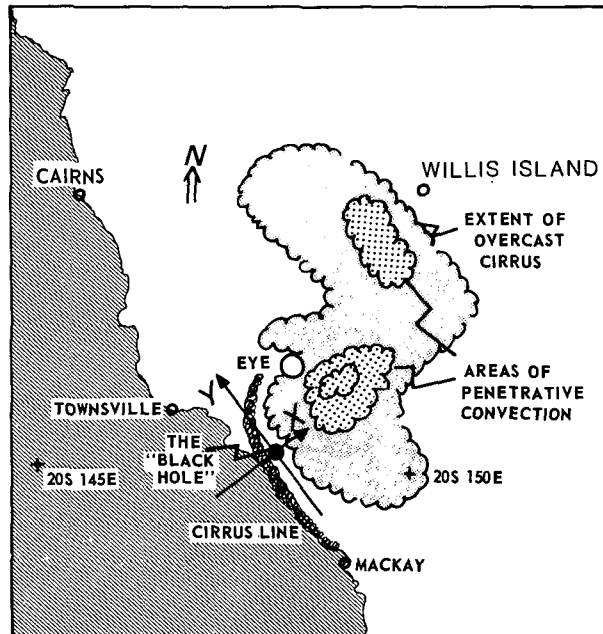 N
CAIRNS
WILLIS ISLAND
EXTENT OF
OVERCAST
CIRRUS
EYE
Y
AREAS OF
PENETRATIVE
CONVECTION
TOWNSVILLE
X
THE
"BLACK
HOLE"
20S 145E
20S 150E
CIRRUS LINE
MACKAY